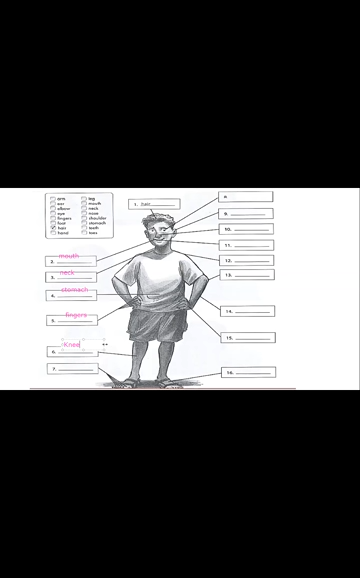 arm
ear
elbow
eye
fingers
foot
hair
hand
leg
mouth
neck
nose
shoulder
stomach
teeth
toes
1. hair
2. mouth
3. neck
4. stomach
5. fingers
6. Knee
7.
8.
9.
10.
11.
12.
13.
14.
15.
16.